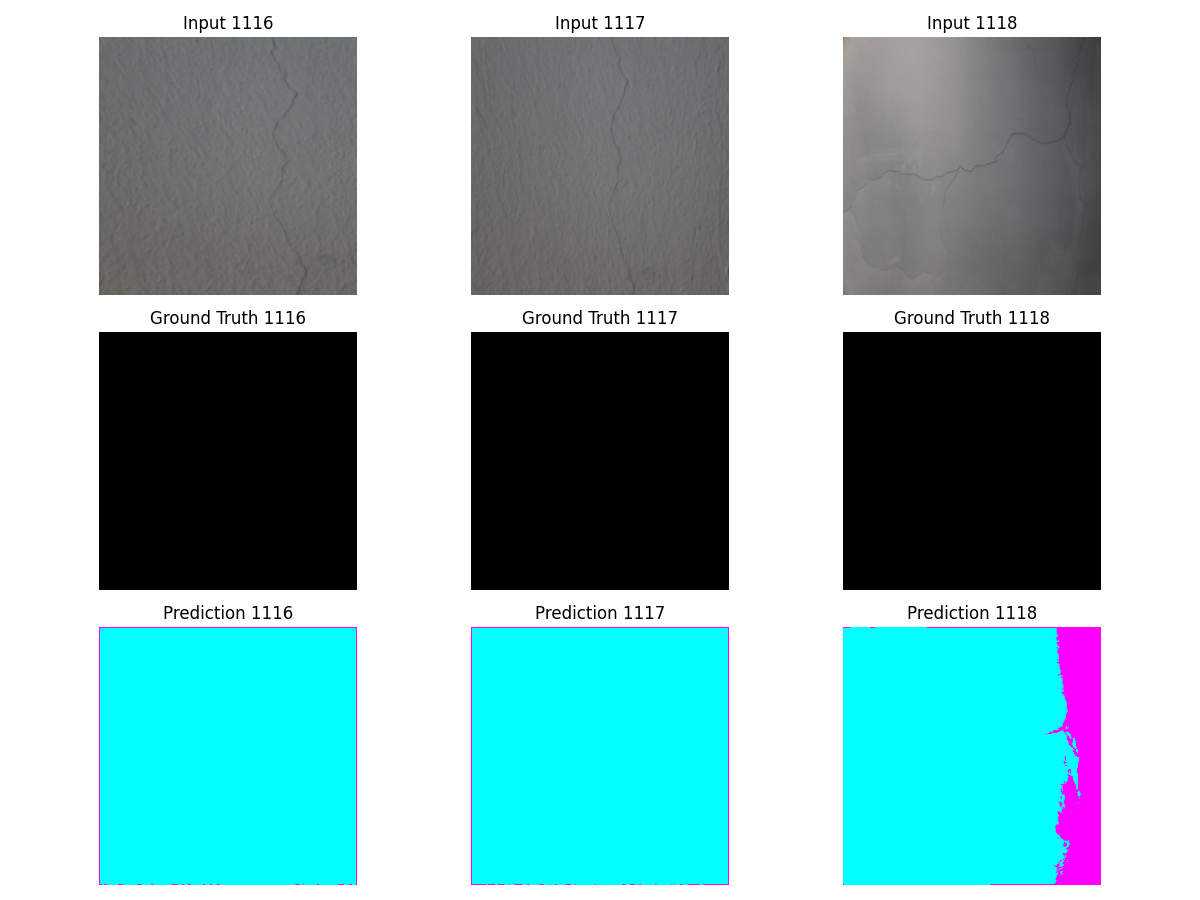 Input 1116
Input 1117
Input 1118
Ground Truth 1116
Ground Truth 1117
Ground Truth 1118
Prediction 1116
Prediction 1117
Prediction 1118